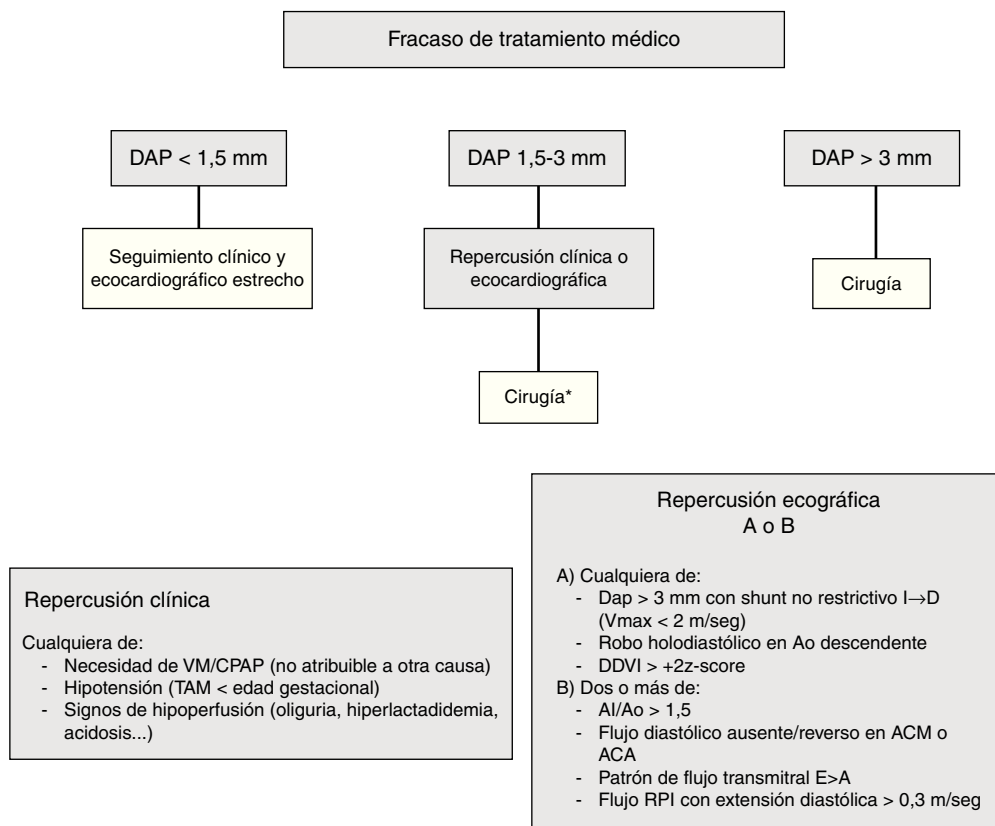 Fracaso de tratamiento médico
DAP < 1,5 mm
DAP 1,5-3 mm
DAP > 3 mm
Seguimiento clínico y
ecocardiográfico estrecho
Repercusión clínica o
ecocardiográfica
Cirugía
Cirugía*
Repercusión clínica
Cualquiera de:
- Necesidad de VM/CPAP (no atribuible a otra causa)
- Hipotensión (TAM < edad gestacional)
- Signos de hipoperfusión (oliguria, hiperlactadidemia,
acidosis...)
Repercusión ecográfica
A o B
A) Cualquiera de:
- Dap > 3 mm con shunt no restrictivo I→D
(Vmax < 2 m/seg)
- Robo holodiastólico en Ao descendente
- DDVI > +2z-score
B) Dos o más de:
- AI/Ao > 1,5
- Flujo diastólico ausente/reverso en ACM o
ACA
- Patrón de flujo transmitral E>A
- Flujo RPI con extensión diastólica > 0,3 m/seg